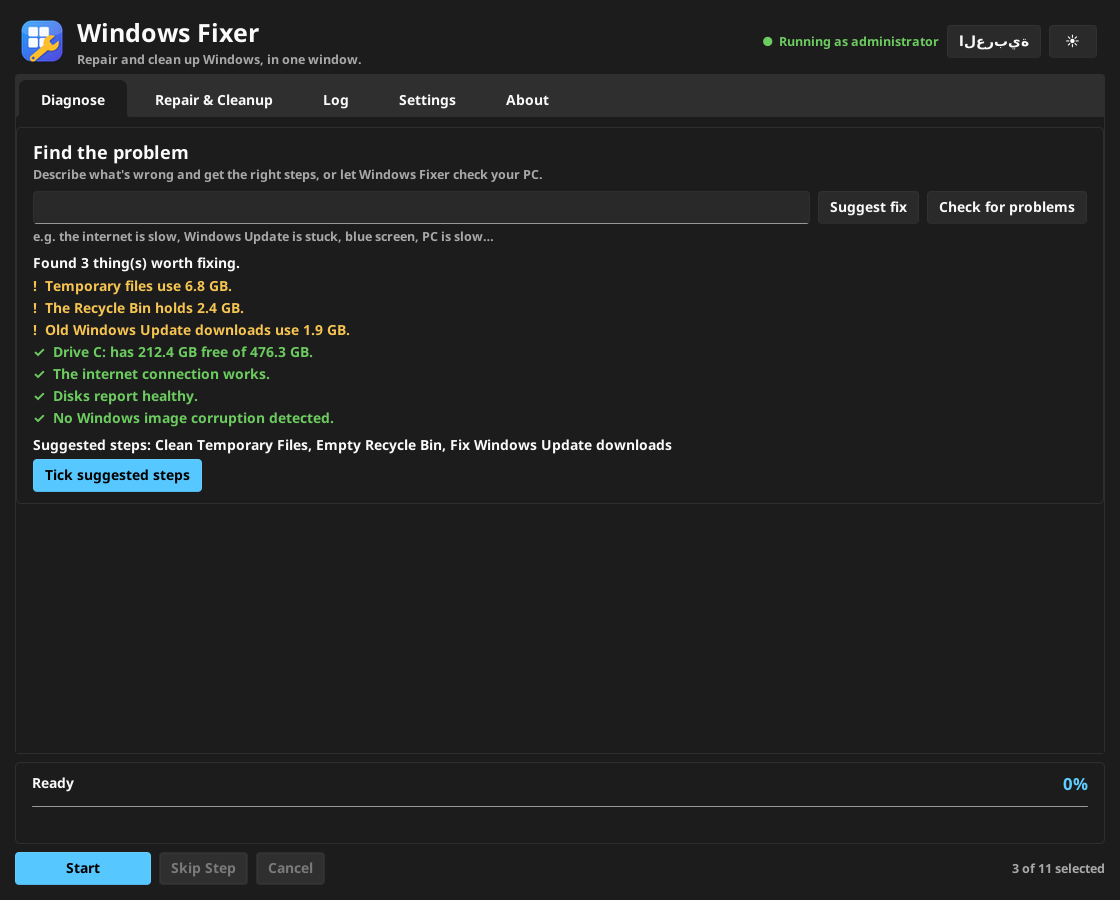 Windows Fixer
Repair and clean up Windows, in one window.
Running as administrator
العربية
Diagnose
Repair & Cleanup
Log
Settings
About
Find the problem
Describe what's wrong and get the right steps, or let Windows Fixer check your PC.
Suggest fix
Check for problems
e.g. the internet is slow, Windows Update is stuck, blue screen, PC is slow...
Found 3 thing(s) worth fixing.
! Temporary files use 6.8 GB.
! The Recycle Bin holds 2.4 GB.
! Old Windows Update downloads use 1.9 GB.
✓ Drive C: has 212.4 GB free of 476.3 GB.
✓ The internet connection works.
✓ Disks report healthy.
✓ No Windows image corruption detected.
Suggested steps: Clean Temporary Files, Empty Recycle Bin, Fix Windows Update downloads
Tick suggested steps
Ready
0%
Start
Skip Step
Cancel
3 of 11 selected